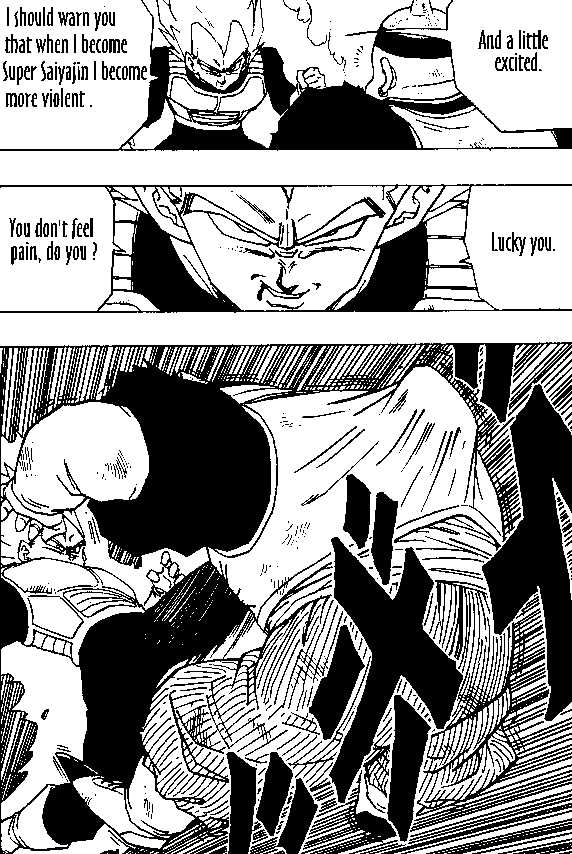 I should warn you
that when I become
Super Saiyajin I become
more violent .
And a little
excited.
You don't feel
pain, do you ?
Lucky you.